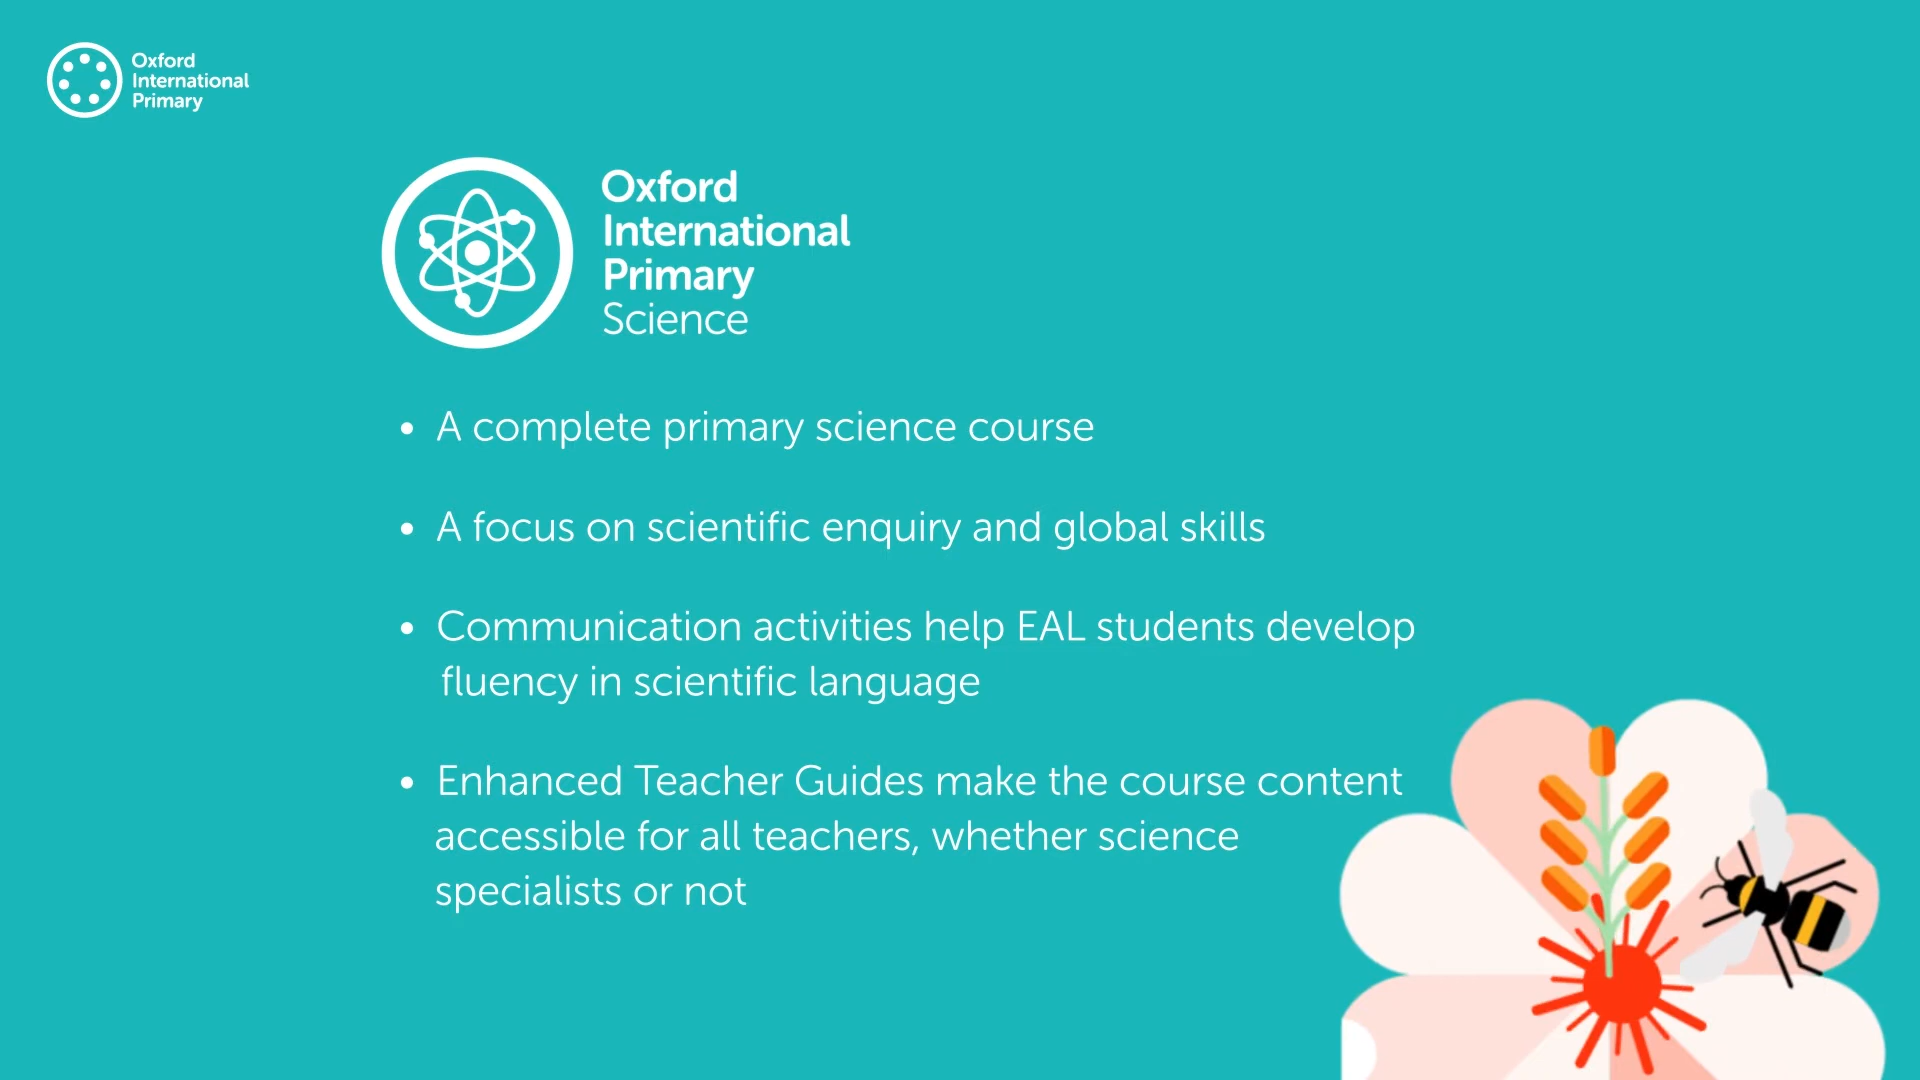 Oxford
International
Primary
Oxford
International
Primary
Science
• A complete primary science course
• A focus on scientific enquiry and global skills
• Communication activities help EAL students develop
fluency in scientific language
• Enhanced Teacher Guides make the course content
accessible for all teachers, whether science
specialists or not